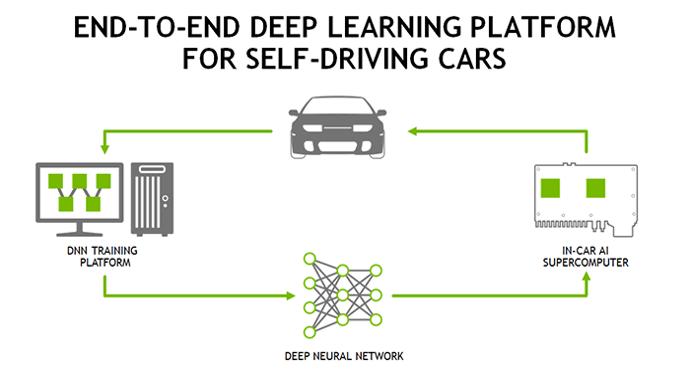 END-TO-END DEEP LEARNING PLATFORM
FOR SELF-DRIVING CARS
DNN TRAINING
PLATFORM
IN-CAR AI
SUPERCOMPUTER
DEEP NEURAL NETWORK